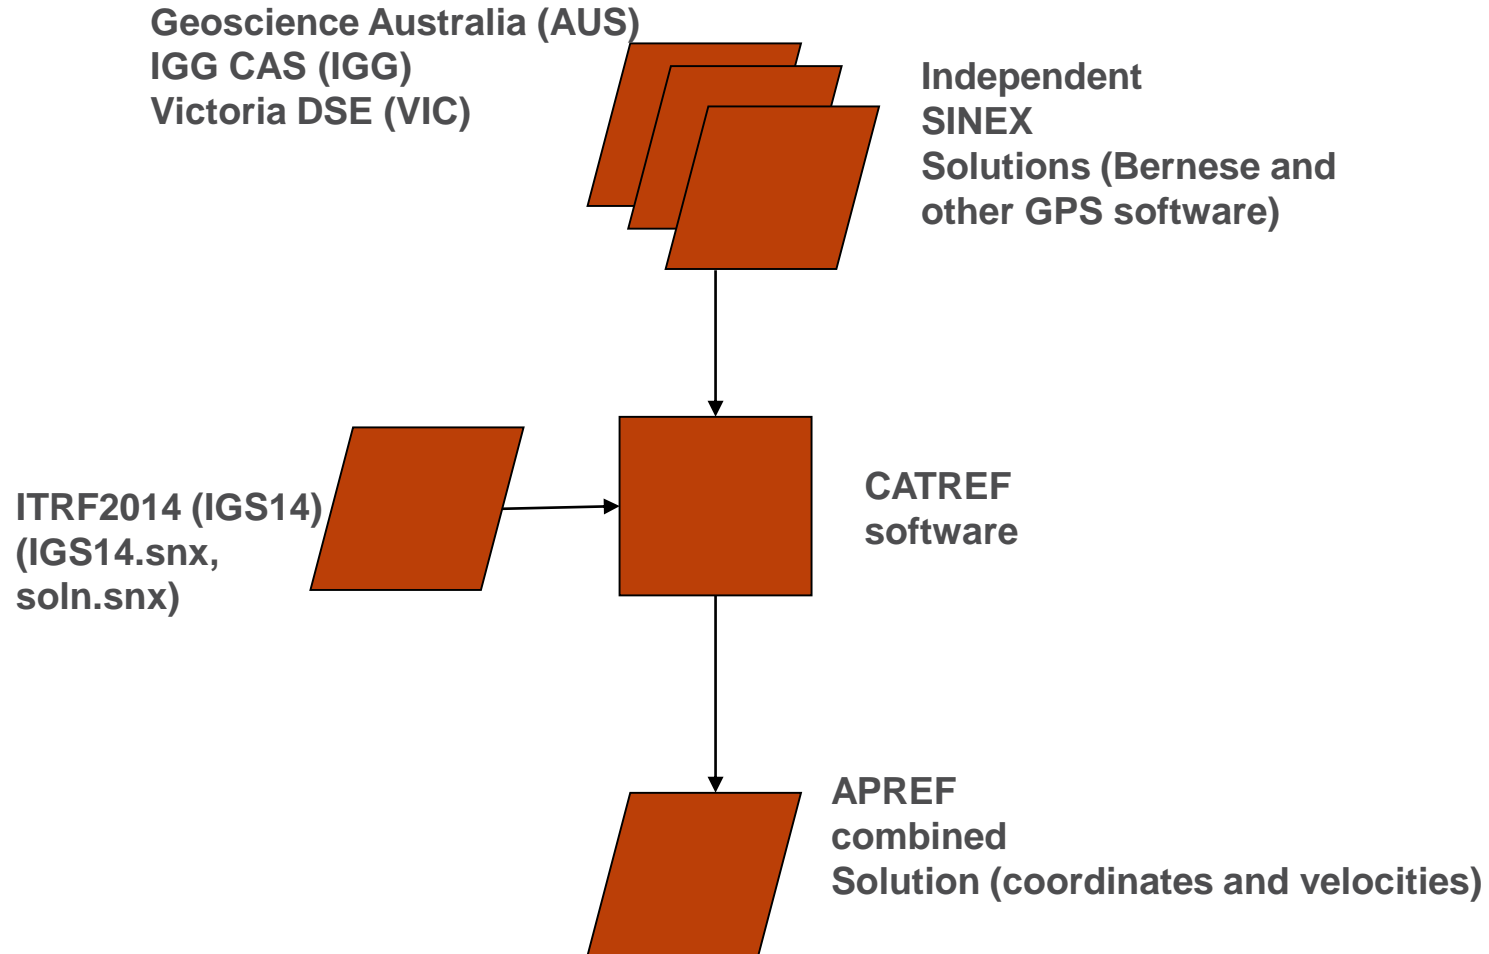 Geoscience Australia (AUS)
IGG CAS (IGG)
Victoria DSE (VIC)
Independent
SINEX
Solutions (Bernese and
other GPS software)
ITRF2014 (IGS14)
(IGS14.snx,
soln.snx)
CATREF
software
APREF
combined
Solution (coordinates and velocities)